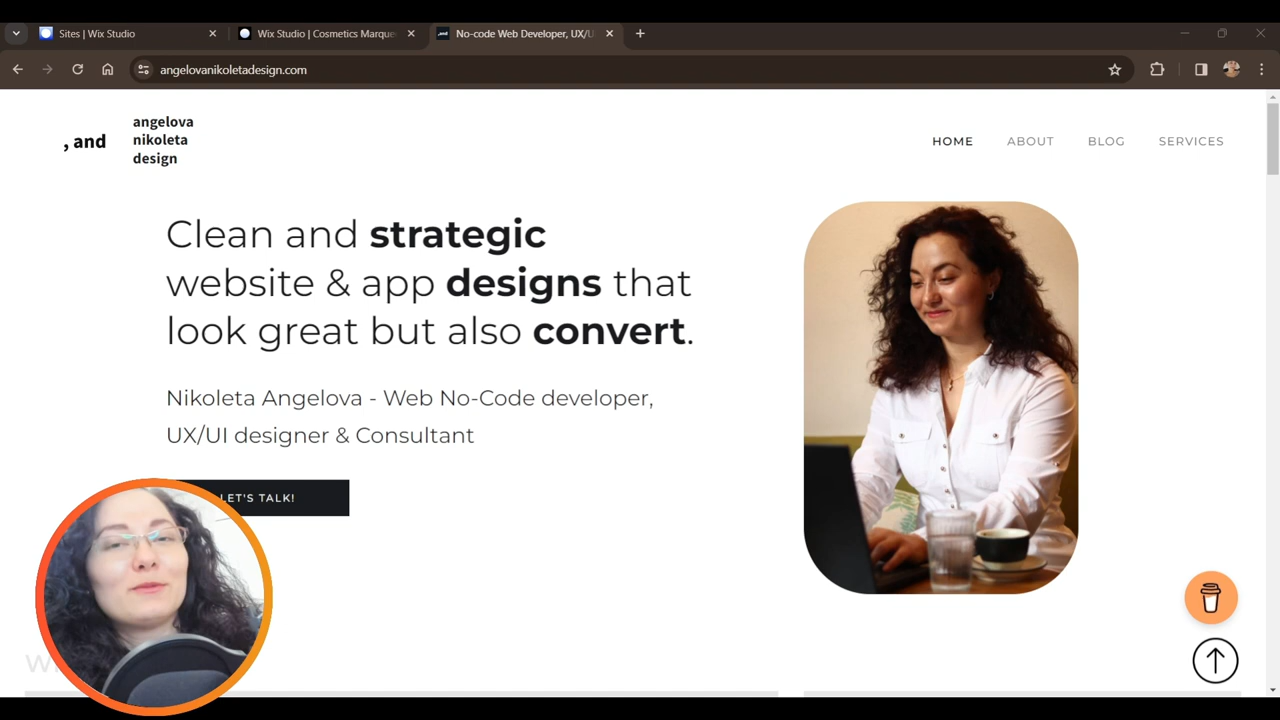 Sites | Wix Studio
Wix Studio | Cosmetics Marque
No-code Web Developer, UX/U
angelovanikoletadesign.com
, and
angelova
nikoleta
design
HOME
ABOUT
BLOG
SERVICES
Clean and strategic
website & app designs that
look great but also convert.
Nikoleta Angelova - Web No-Code developer,
UX/UI designer & Consultant
LET'S TALK!